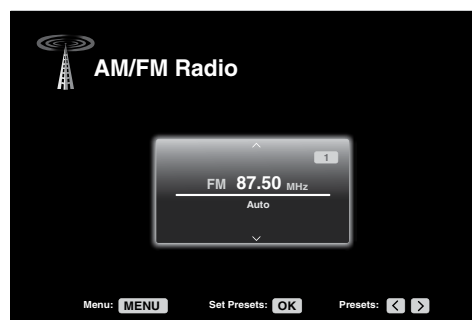 AM/FM Radio
1
FM 87.50 MHz
Auto
Menu: MENU Set Presets: OK Presets: < >